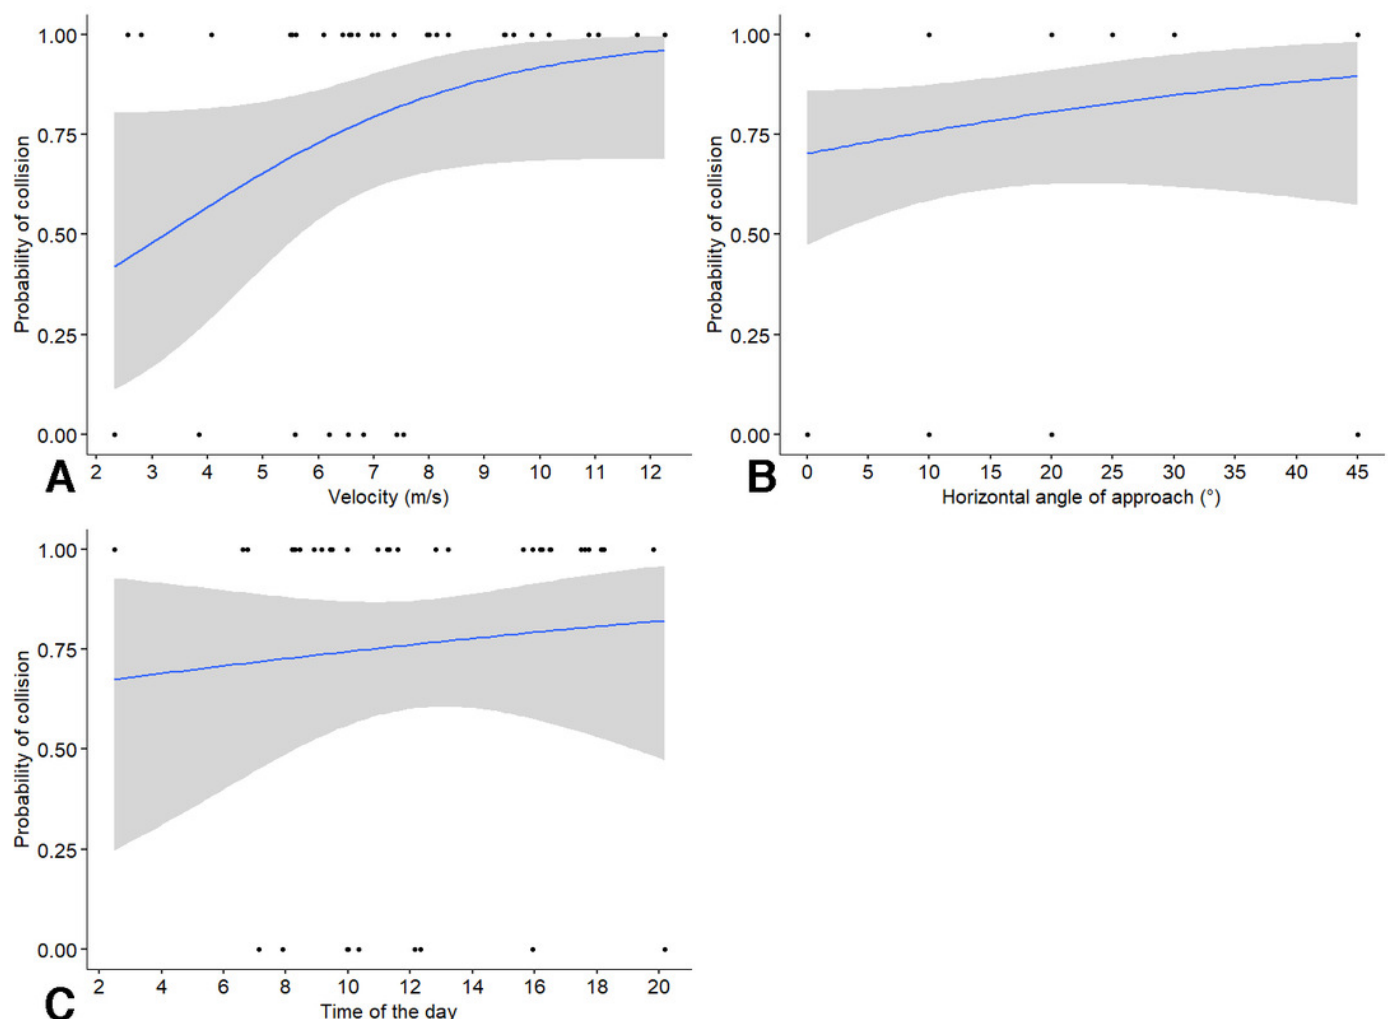 1.00
0.75
0.50
0.25
0.00
Probability of collision
2 3 4 5 6 7 8 9 10 11 12
Velocity (m/s)
A
1.00
0.75
0.50
0.25
0.00
Probability of collision
0 5 10 15 20 25 30 35 40 45
Horizontal angle of approach (°)
B
1.00
0.75
0.50
0.25
0.00
Probability of collision
2 4 6 8 10 12 14 16 18 20
Time of the day
C